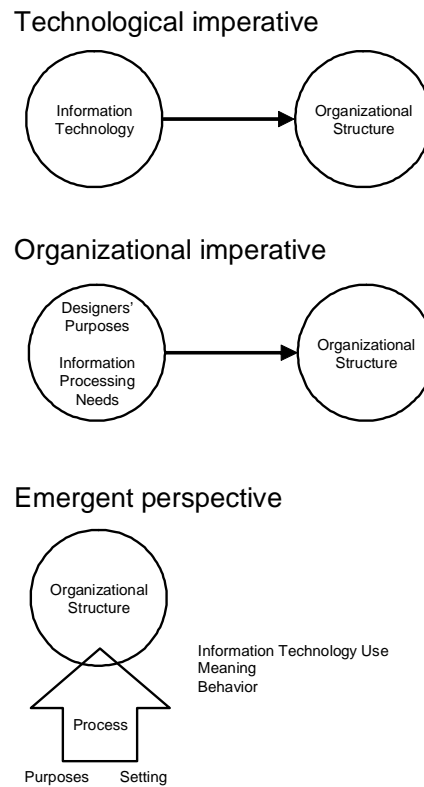 Technological imperative
Information
Technology
Organizational
Structure
Organizational imperative
Designers'
Purposes
Information
Processing
Needs
Organizational
Structure
Emergent perspective
Organizational
Structure
Information Technology Use
Meaning
Behavior
Process
Purposes
Setting